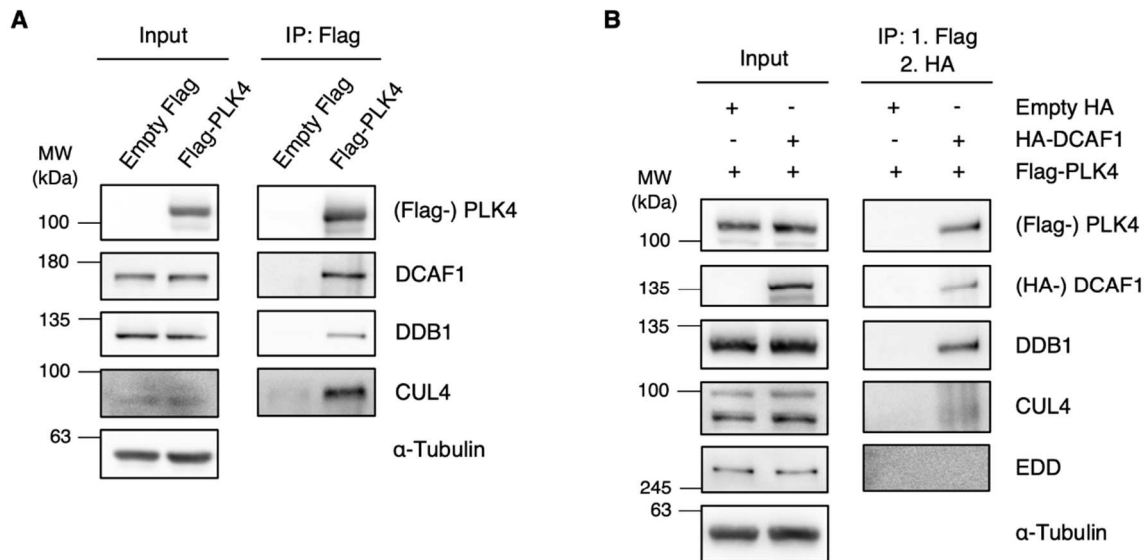 A
Input
IP: Flag
Empty Flag
Flag-PLK4
Empty Flag
Flag-PLK4
MW
(kDa)
100
(Flag-) PLK4
180
DCAF1
135
DDB1
100
CUL4
63
α-Tubulin
B
Input
IP: 1. Flag
2. HA
+ - + - Empty HA
- + - + HA-DCAF1
+ + + + Flag-PLK4
MW
(kDa)
100
(Flag-) PLK4
135
(HA-) DCAF1
135
DDB1
100
CUL4
245
EDD
63
α-Tubulin